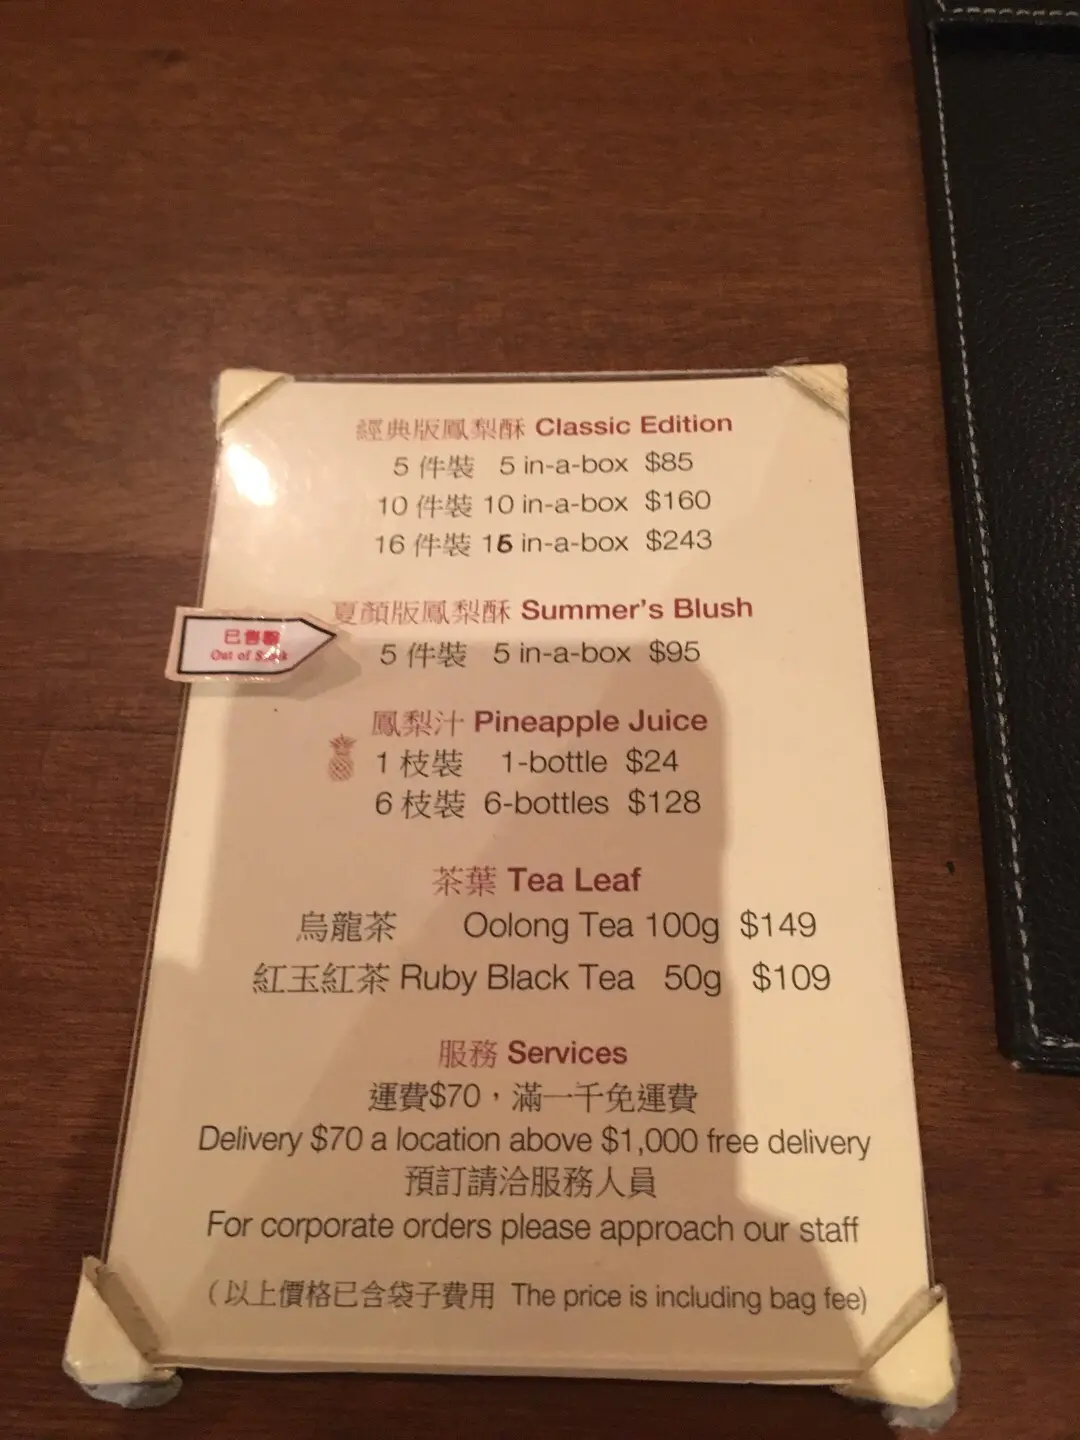 經典版鳳梨酥 Classic Edition
5 件裝 5 in-a-box $85
10 件裝 10 in-a-box $160
16 件裝 15 in-a-box $243
夏顏版鳳梨酥 Summer's Blush
已售罄
Out of Stock
5 件裝 5 in-a-box $95
鳳梨汁 Pineapple Juice
1 枝裝 1-bottle $24
6 枝裝 6-bottles $128
茶葉 Tea Leaf
烏龍茶 Oolong Tea 100g $149
紅玉紅茶 Ruby Black Tea 50g $109
服務 Services
運費$70，滿一千免運費
Delivery $70 a location above $1,000 free delivery
預訂請洽服務人員
For corporate orders please approach our staff
（以上價格已含袋子費用 The price is including bag fee)